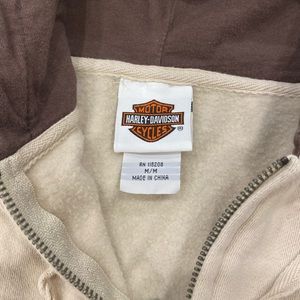 MOTOR
HARLEY-DAVIDSON
CYCLES
®
RN 118208
M/M
MADE IN CHINA